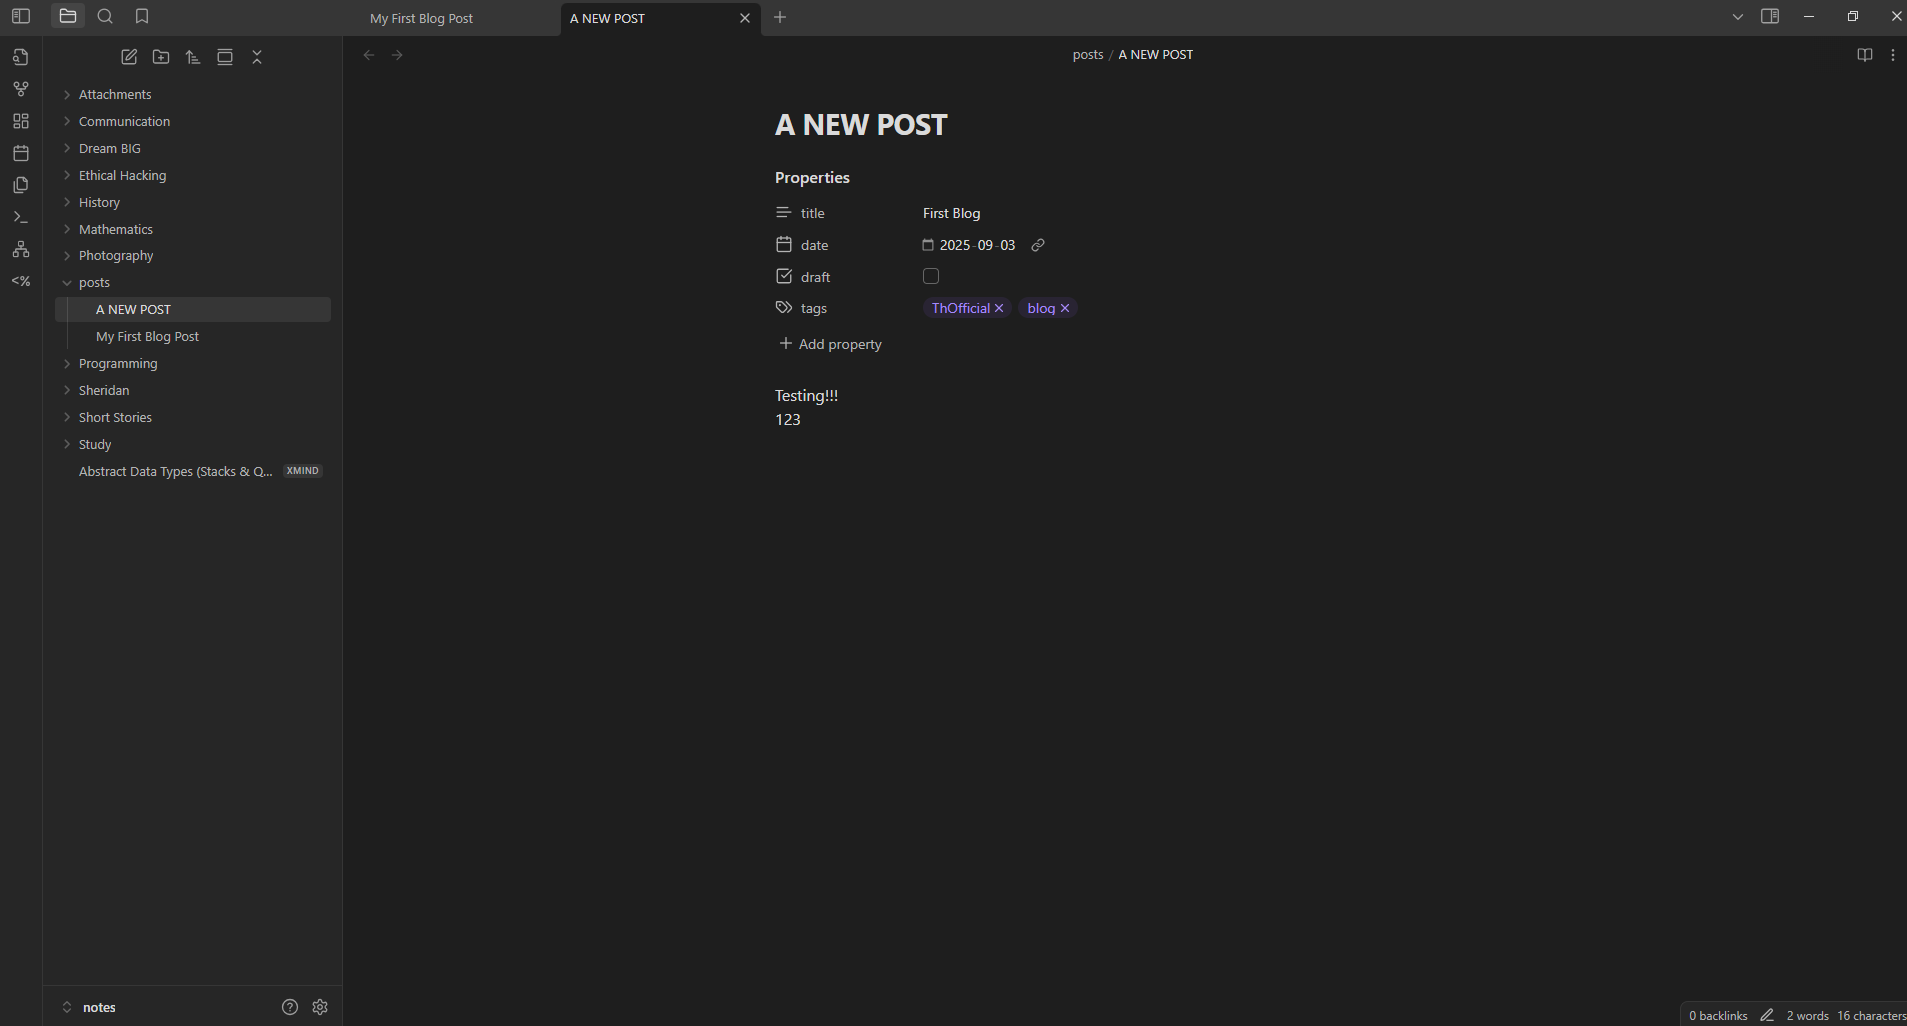 My First Blog Post
A NEW POST
posts / A NEW POST
Attachments
Communication
Dream BIG
Ethical Hacking
History
Mathematics
Photography
posts
A NEW POST
My First Blog Post
Programming
Sheridan
Short Stories
Study
Abstract Data Types (Stacks & Q... XMIND
<%
A NEW POST
Properties
title First Blog
date 2025-09-03
draft
tags ThOfficial blog
Add property
Testing!!!
123
notes
0 backlinks 2 words 16 characters